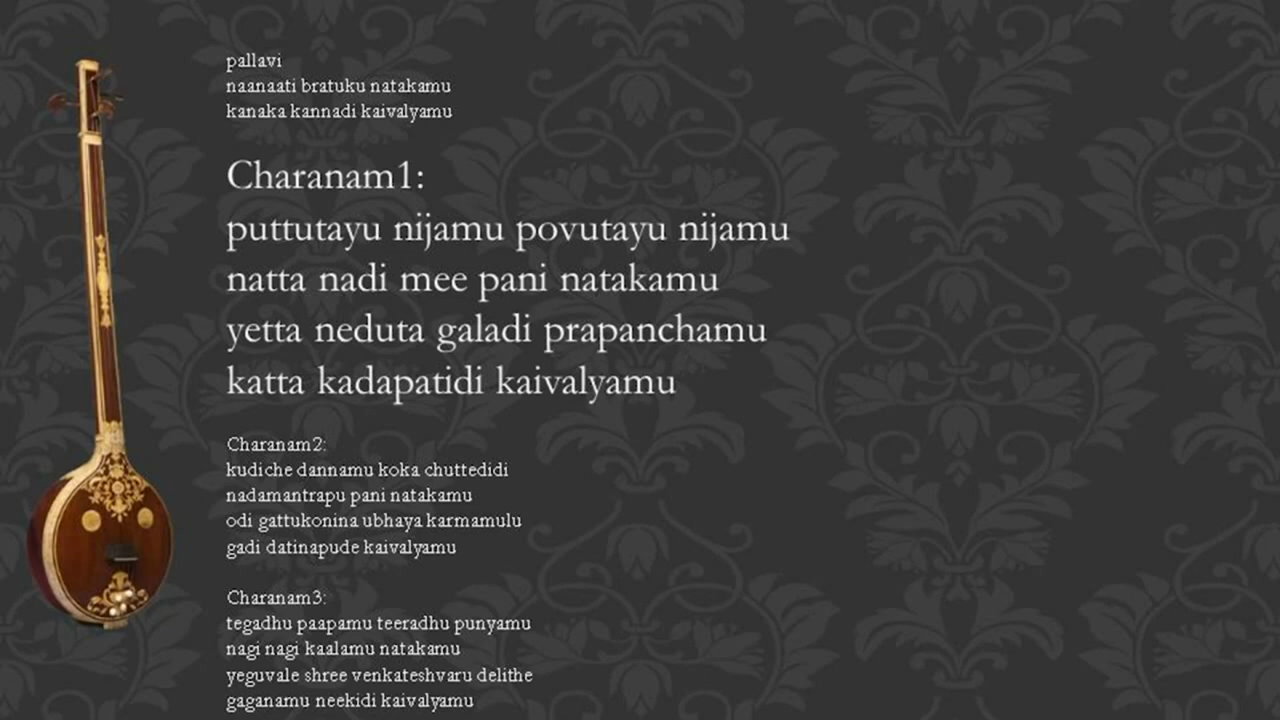 pallavi
naanaati bratuku natakamu
kanaka kannadi kaivalyamu
Charanam1:
puttutayu nijamu povutayu nijamu
natta nadi mee pani natakamu
yetta neduta galadi prapanchamu
katta kadapatidi kaivalyamu
Charanam2:
kudiche dannamu koka chuttedidi
nadamantrapu pani natakamu
odi gattukonina ubhaya karmamulu
gadi datinapude kaivalyamu
Charanam3:
tegadhu paapamu teeradhu punyamu
nagi nagi kaalamu natakamu
yeguvale shree venkateshvaru delithe
gaganamu neekidi kaivalyamu